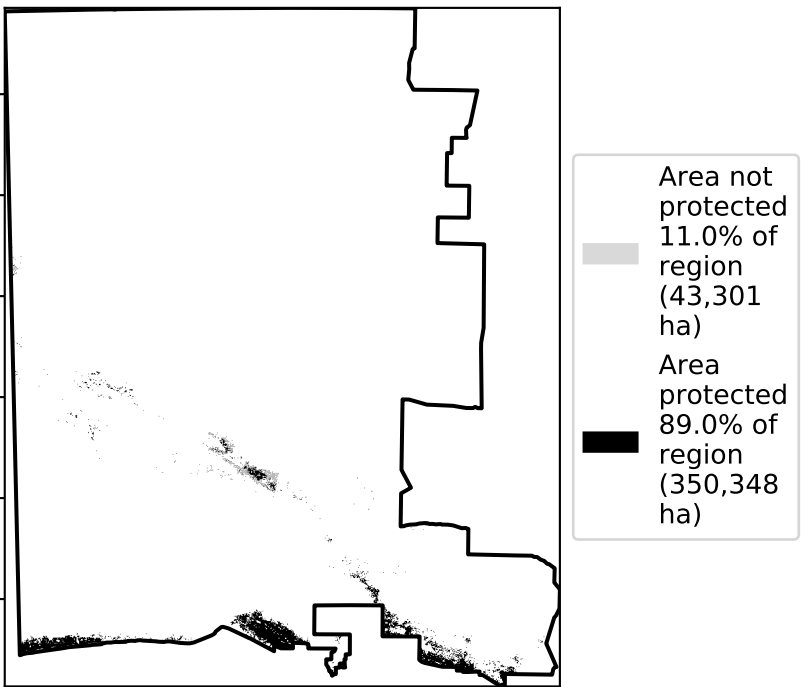 Area not
protected
11.0% of
region
(43,301
ha)
Area
protected
89.0% of
region
(350,348
ha)